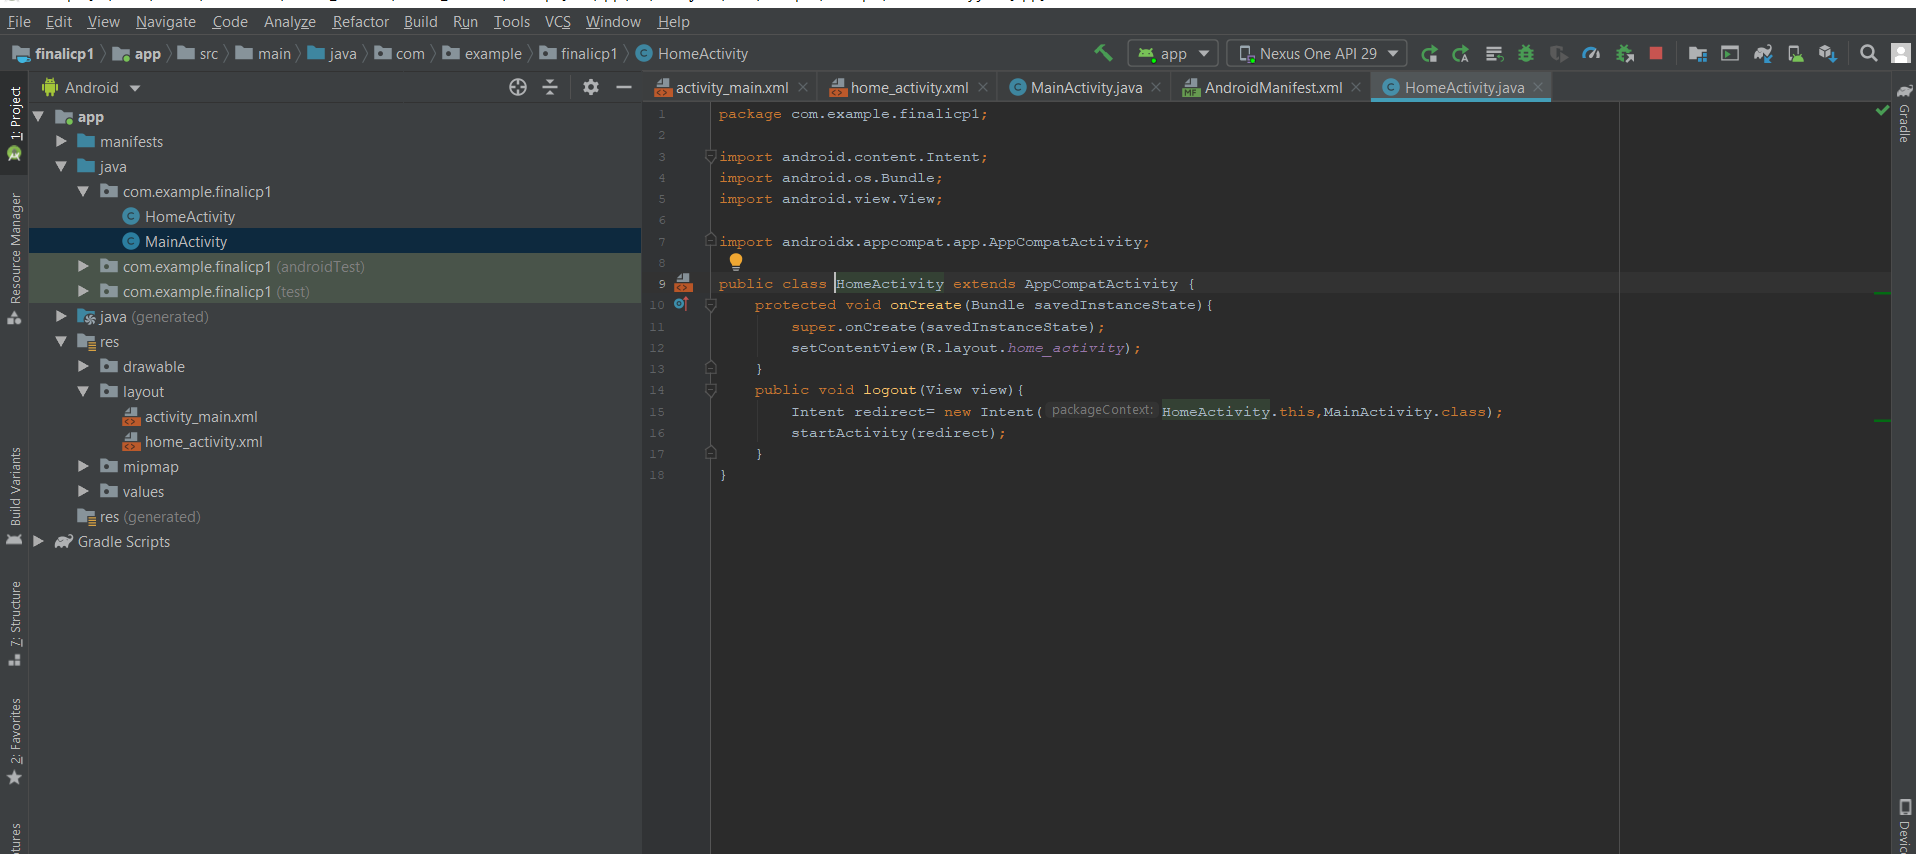 File Edit View Navigate Code Analyze Refactor Build Run Tools VCS Window Help
finalicp1 app src main java com example finalicp1 HomeActivity app Nexus One API 29
Android
activity_main.xml home_activity.xml MainActivity.java AndroidManifest.xml HomeActivity.java
1: Project
Resource Manager
Build Variants
7: Structure
2: Favorites
app
manifests
java
com.example.finalicp1
HomeActivity
MainActivity
com.example.finalicp1 (androidTest)
com.example.finalicp1 (test)
java (generated)
res
drawable
layout
activity_main.xml
home_activity.xml
mipmap
values
res (generated)
Gradle Scripts
1 package com.example.finalicp1;
2
3 import android.content.Intent;
4 import android.os.Bundle;
5 import android.view.View;
6
7 import androidx.appcompat.app.AppCompatActivity;
8
9 public class HomeActivity extends AppCompatActivity {
10 protected void onCreate(Bundle savedInstanceState){
11 super.onCreate(savedInstanceState);
12 setContentView(R.layout.home_activity);
13 }
14 public void logout(View view){
15 Intent redirect= new Intent( packageContext: HomeActivity.this,MainActivity.class);
16 startActivity(redirect);
17 }
18 }
Gradle